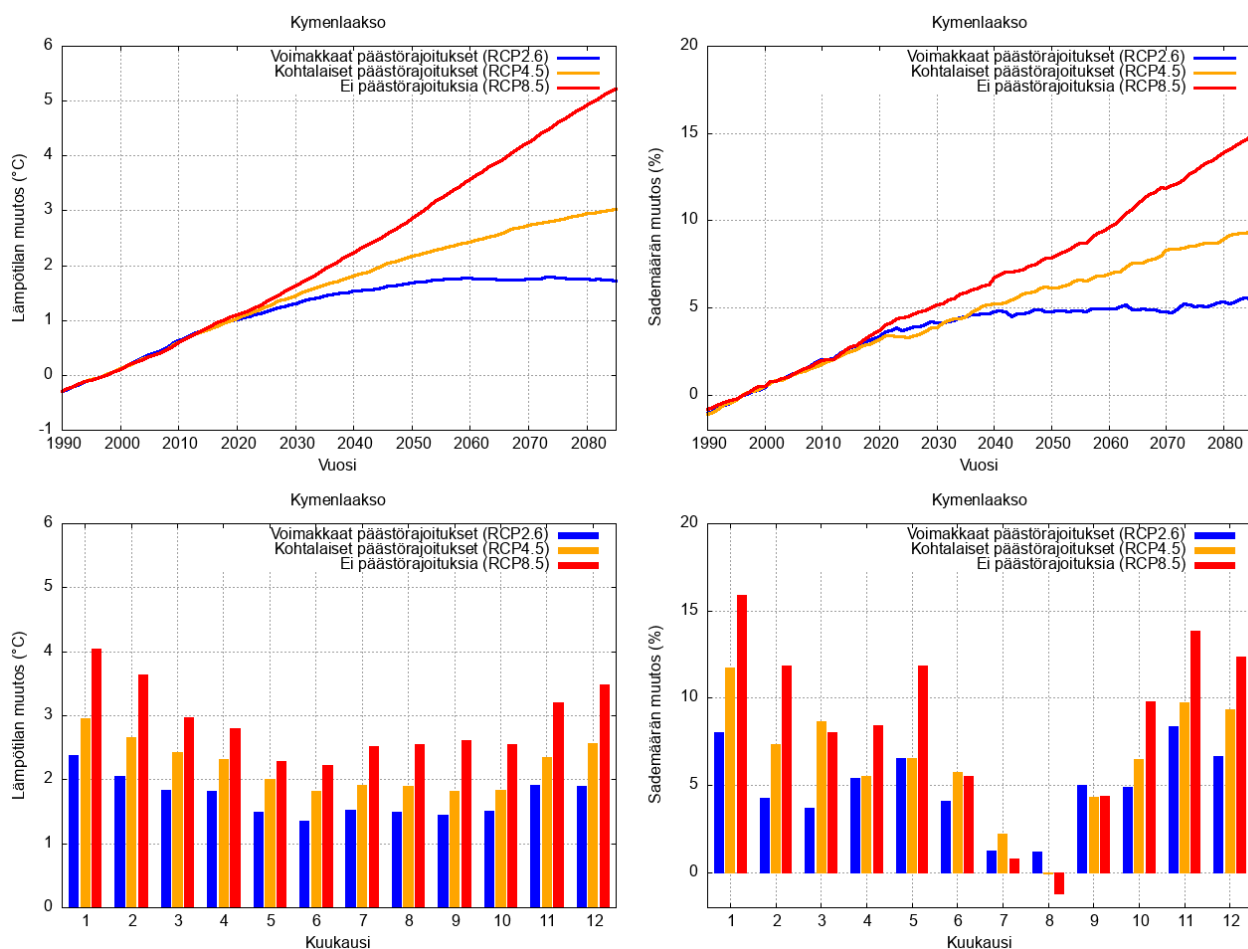 Kymenlaakso
6
5
4
3
2
1
0
-1
Lämpötilan muutos (°C)
Voimakkaat päästörajoitukset (RCP2.6)
Kohtalaiset päästörajoitukset (RCP4.5)
Ei päästörajoituksia (RCP8.5)
1990 2000 2010 2020 2030 2040 2050 2060 2070 2080
Vuosi
Kymenlaakso
20
15
10
5
0
Sademäärän muutos (%)
Voimakkaat päästörajoitukset (RCP2.6)
Kohtalaiset päästörajoitukset (RCP4.5)
Ei päästörajoituksia (RCP8.5)
1990 2000 2010 2020 2030 2040 2050 2060 2070 2080
Vuosi
Kymenlaakso
6
5
4
3
2
1
0
Lämpötilan muutos (°C)
Voimakkaat päästörajoitukset (RCP2.6)
Kohtalaiset päästörajoitukset (RCP4.5)
Ei päästörajoituksia (RCP8.5)
1 2 3 4 5 6 7 8 9 10 11 12
Kuukausi
Kymenlaakso
20
15
10
5
0
Sademäärän muutos (%)
Voimakkaat päästörajoitukset (RCP2.6)
Kohtalaiset päästörajoitukset (RCP4.5)
Ei päästörajoituksia (RCP8.5)
1 2 3 4 5 6 7 8 9 10 11 12
Kuukausi